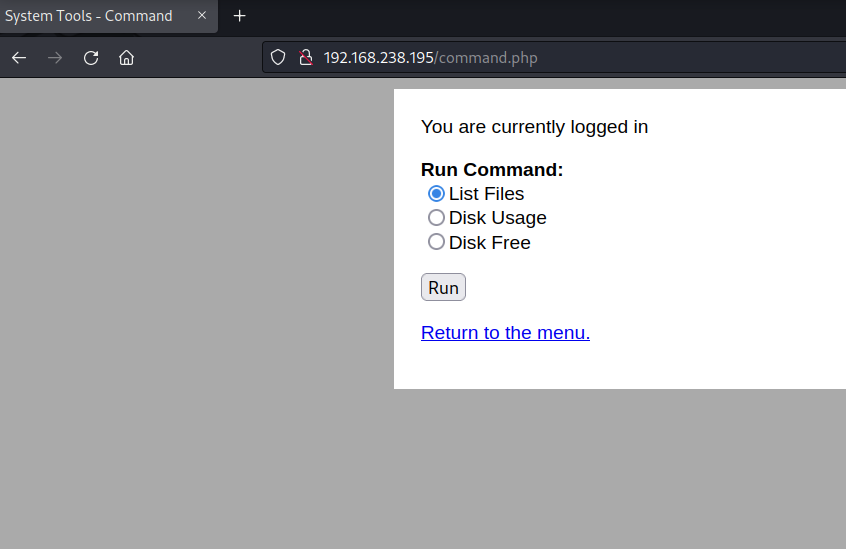 System Tools - Command
192.168.238.195/command.php
You are currently logged in
Run Command:
List Files
Disk Usage
Disk Free
Run
Return to the menu.